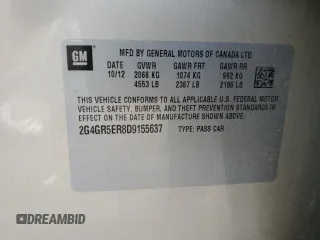 GM
MFD BY GENERAL MOTORS OF CANADA LTD.
DATE GVWR GAWR FRT GAWR RR
10/12 2066 KG 1074 KG 992 KG
4553 LB 2367 LB 2186 LB
THIS VEHICLE CONFORMS TO ALL APPLICABLE U.S. FEDERAL MOTOR
VEHICLE SAFETY, BUMPER, AND THEFT PREVENTION STANDARDS
IN EFFECT ON THE DATE OF MANUFACTURE SHOWN ABOVE.
2G4GR5ER8D9155637 TYPE: PASS CAR
DREAMBID